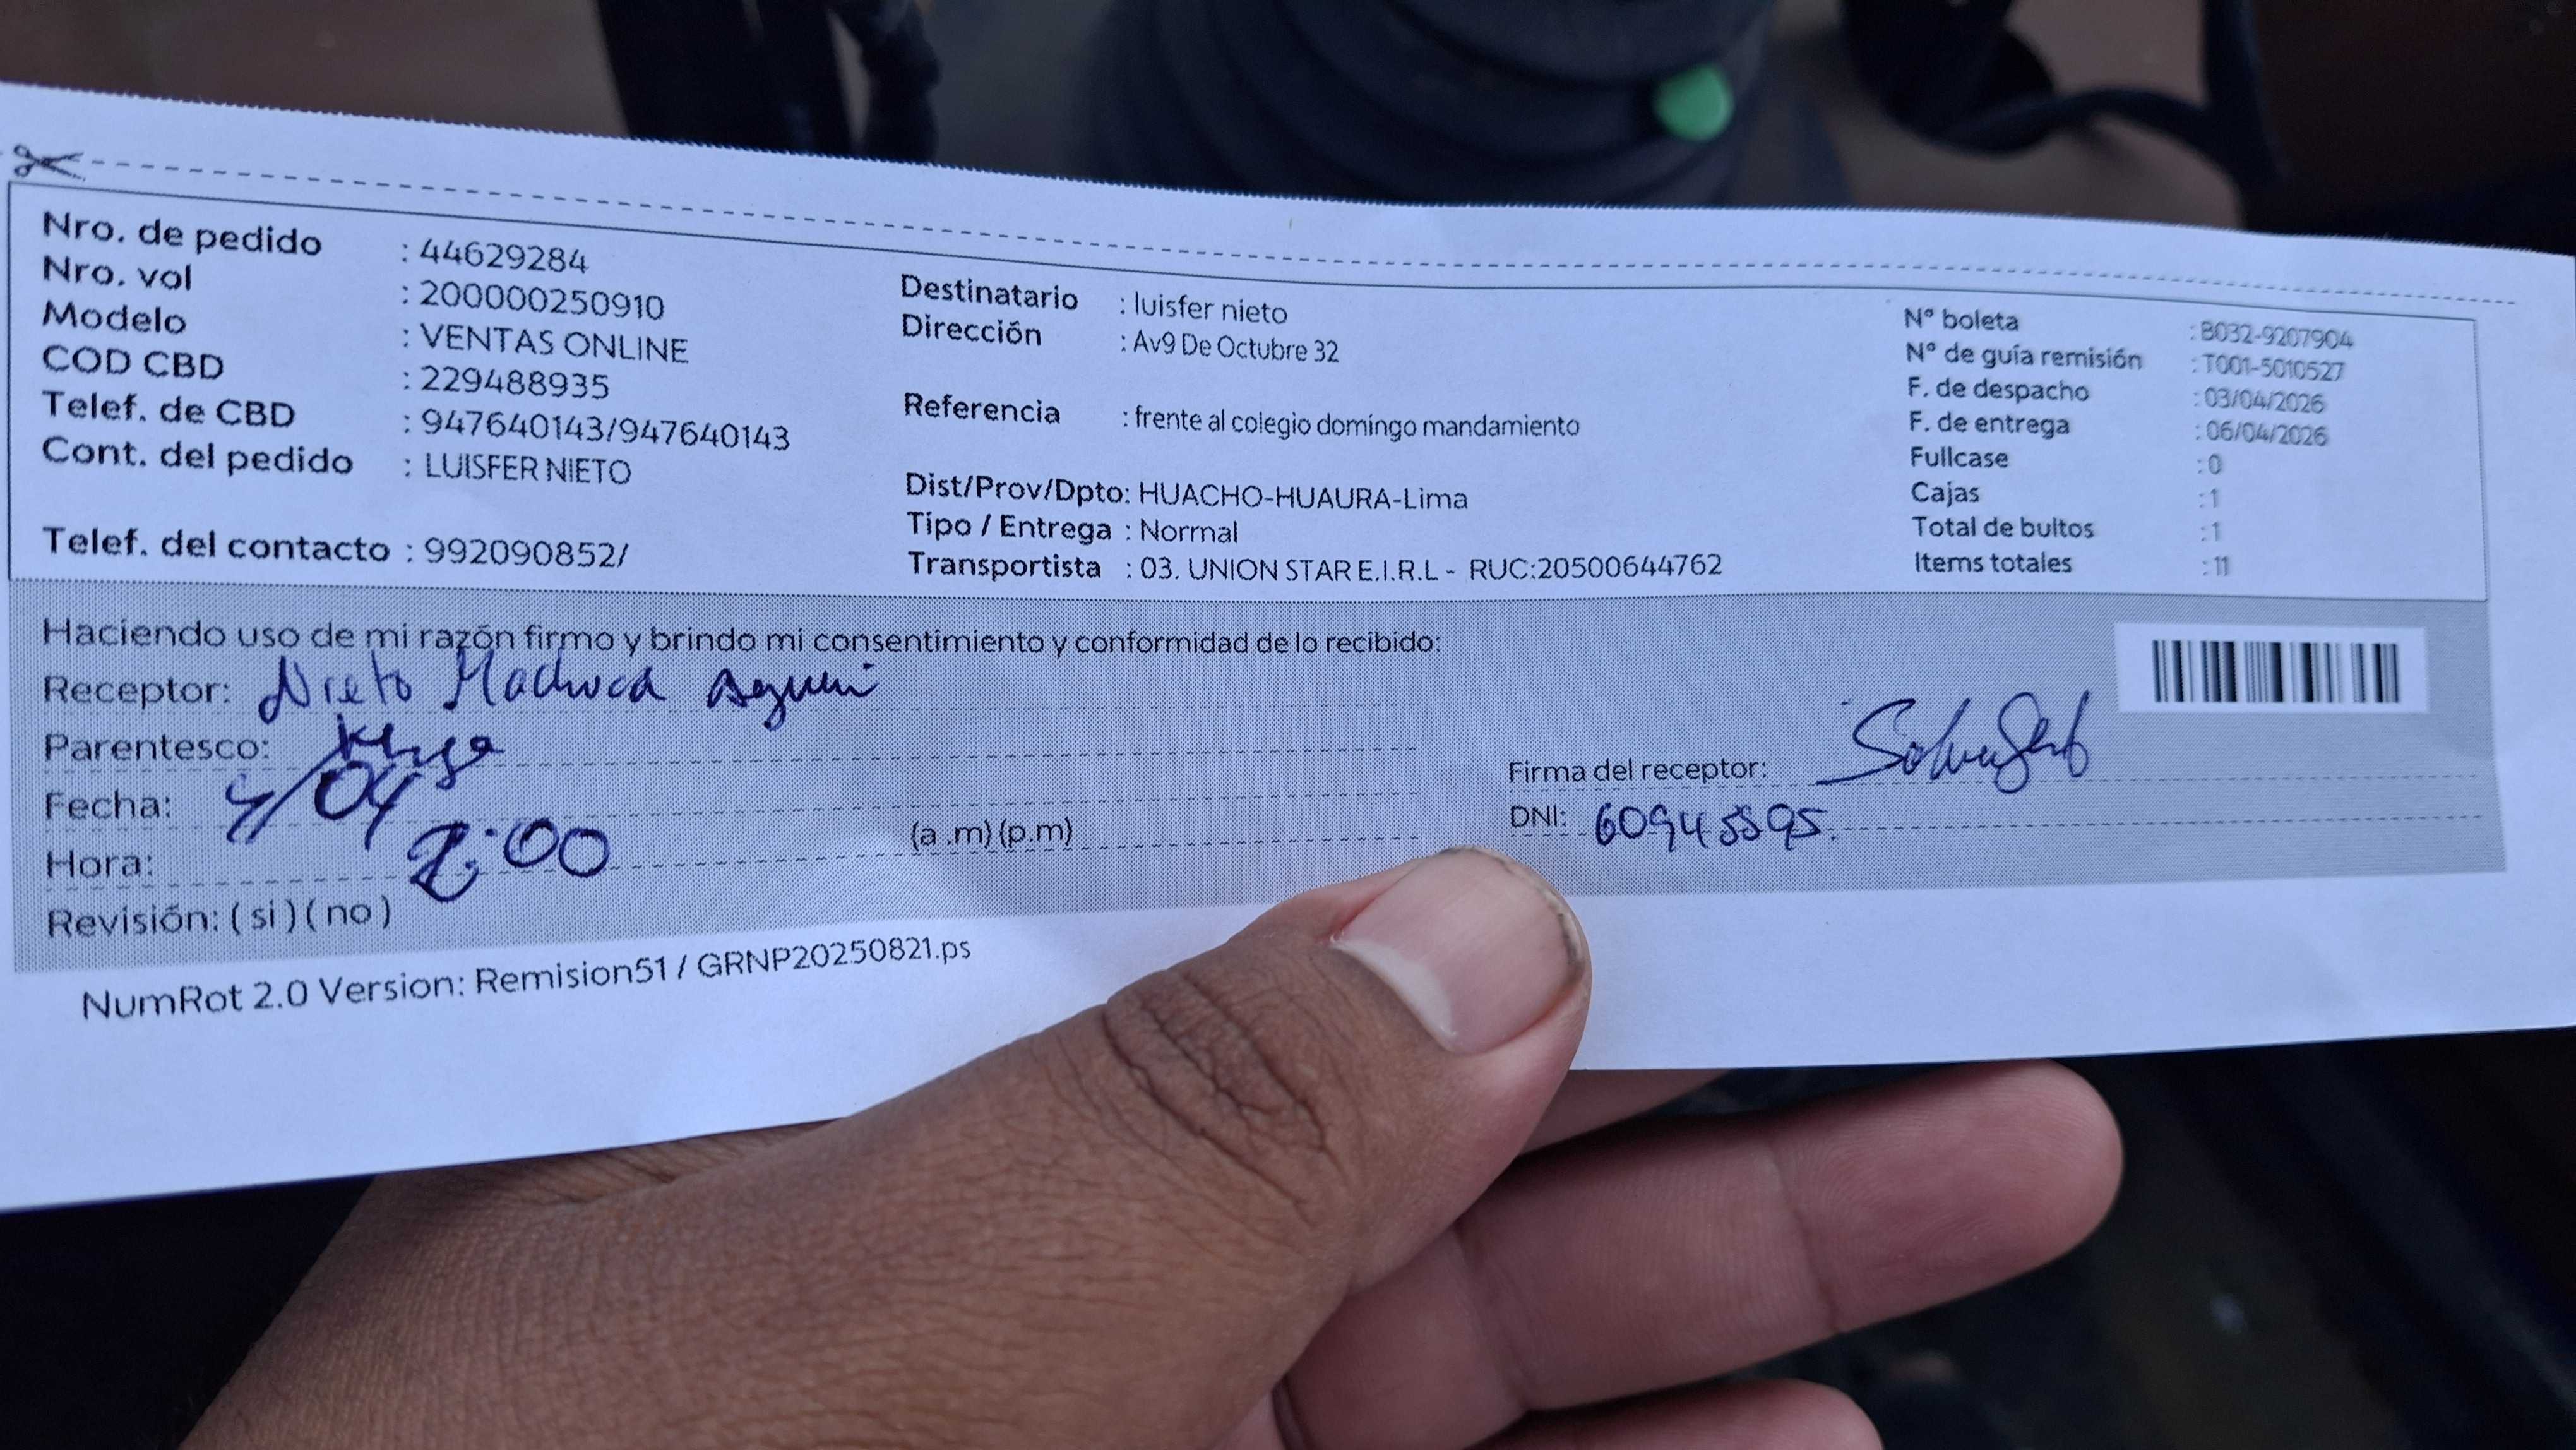 Nro. de pedido : 44629284
Nro. vol : 200000250910
Modelo : VENTAS ONLINE
COD CBD : 229488935
Telef. de CBD : 947640143/947640143
Cont. del pedido : LUISFER NIETO
Telef. del contacto : 992090852/
Destinatario : luisfer nieto
Dirección : Av9 De Octubre 32
Referencia : frente al colegio domingo mandamiento
Dist/Prov/Dpto: HUACHO-HUAURA-Lima
Tipo / Entrega : Normal
Transportista : 03. UNION STAR E.I.R.L - RUC:20500644762
N° boleta : B032-9207904
N° de guía remisión : T001-5010527
F. de despacho : 03/04/2026
F. de entrega : 06/04/2026
Fullcase : 0
Cajas : 1
Total de bultos : 1
Items totales : 11
Haciendo uso de mi razón firmo y brindo mi consentimiento y conformidad de lo recibido:
Receptor: Nieto Machuca
Parentesco:
Fecha: /04
Hora: 2:00 (a .m) (p.m)
Revisión: ( si ) ( no )
Firma del receptor:
DNI: 60945595
NumRot 2.0 Version: Remision51 / GRNP20250821.ps